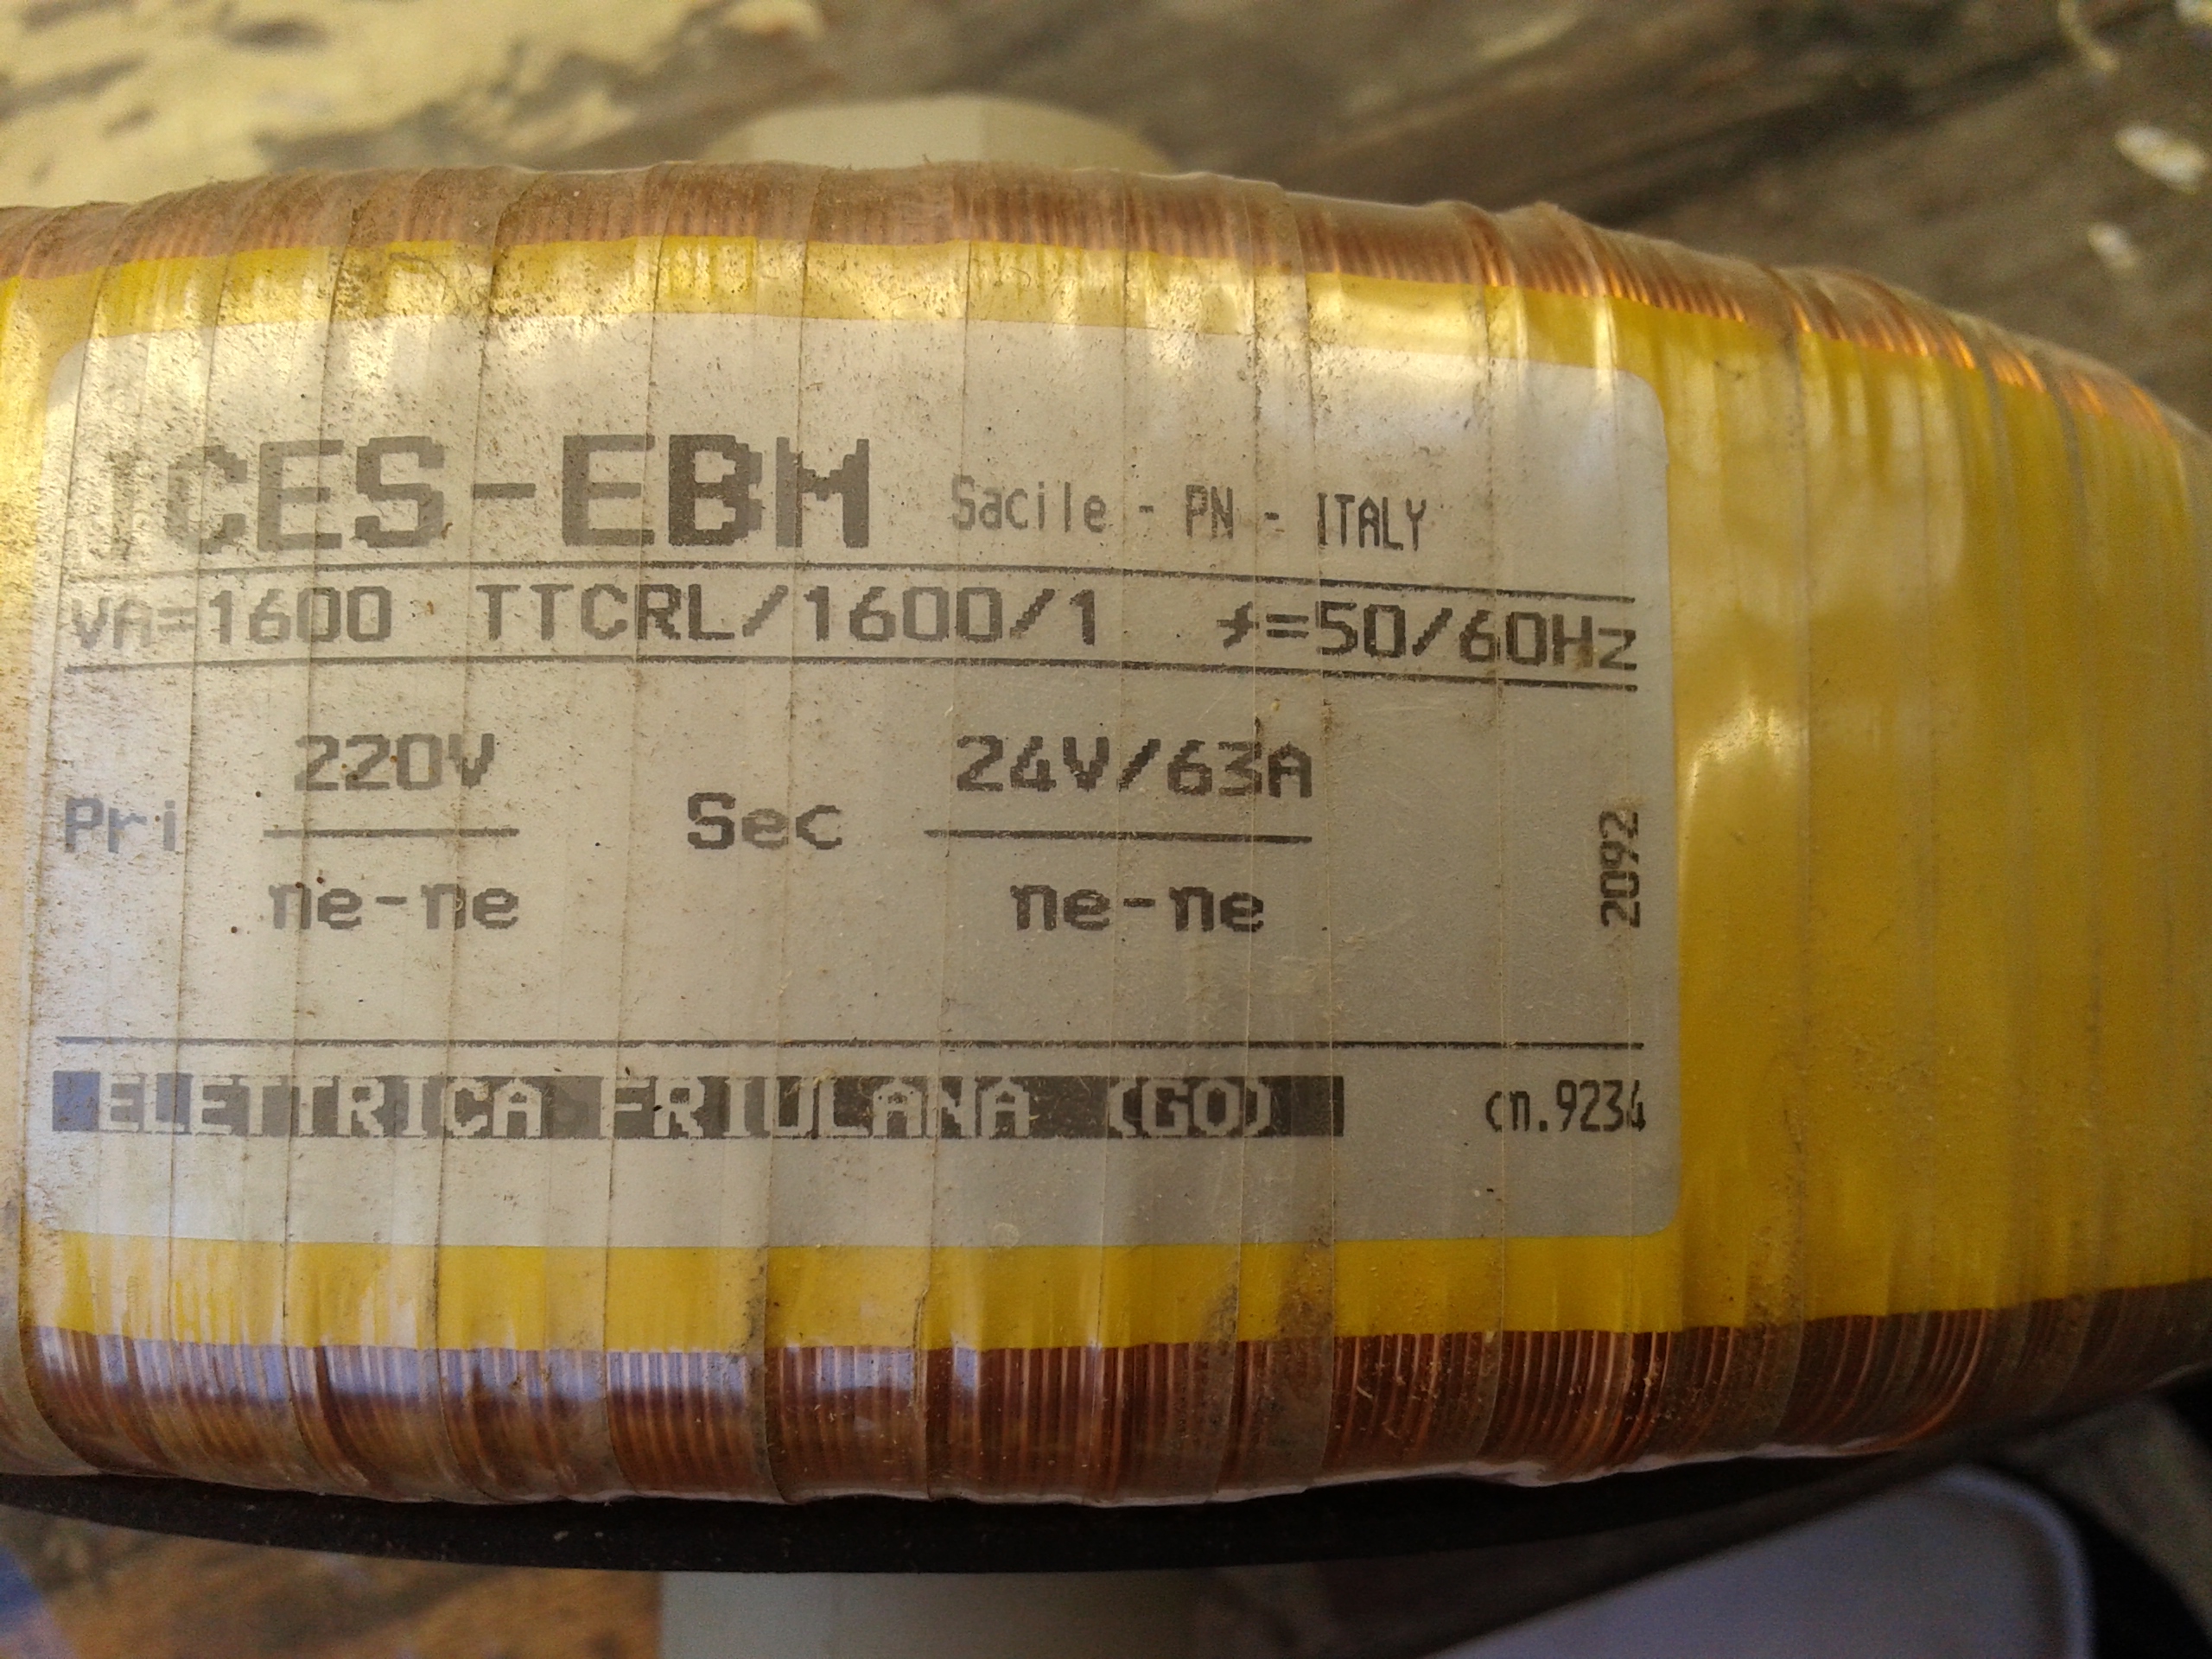 ICES-EBM Sacile - PN - ITALY
VA=1600 TTCRL/1600/1 f=50/60Hz
220V 24V/63A
Pri Sec
ne-ne ne-ne
2092
ELETTRICA FRIULANA (GO) cn.9234